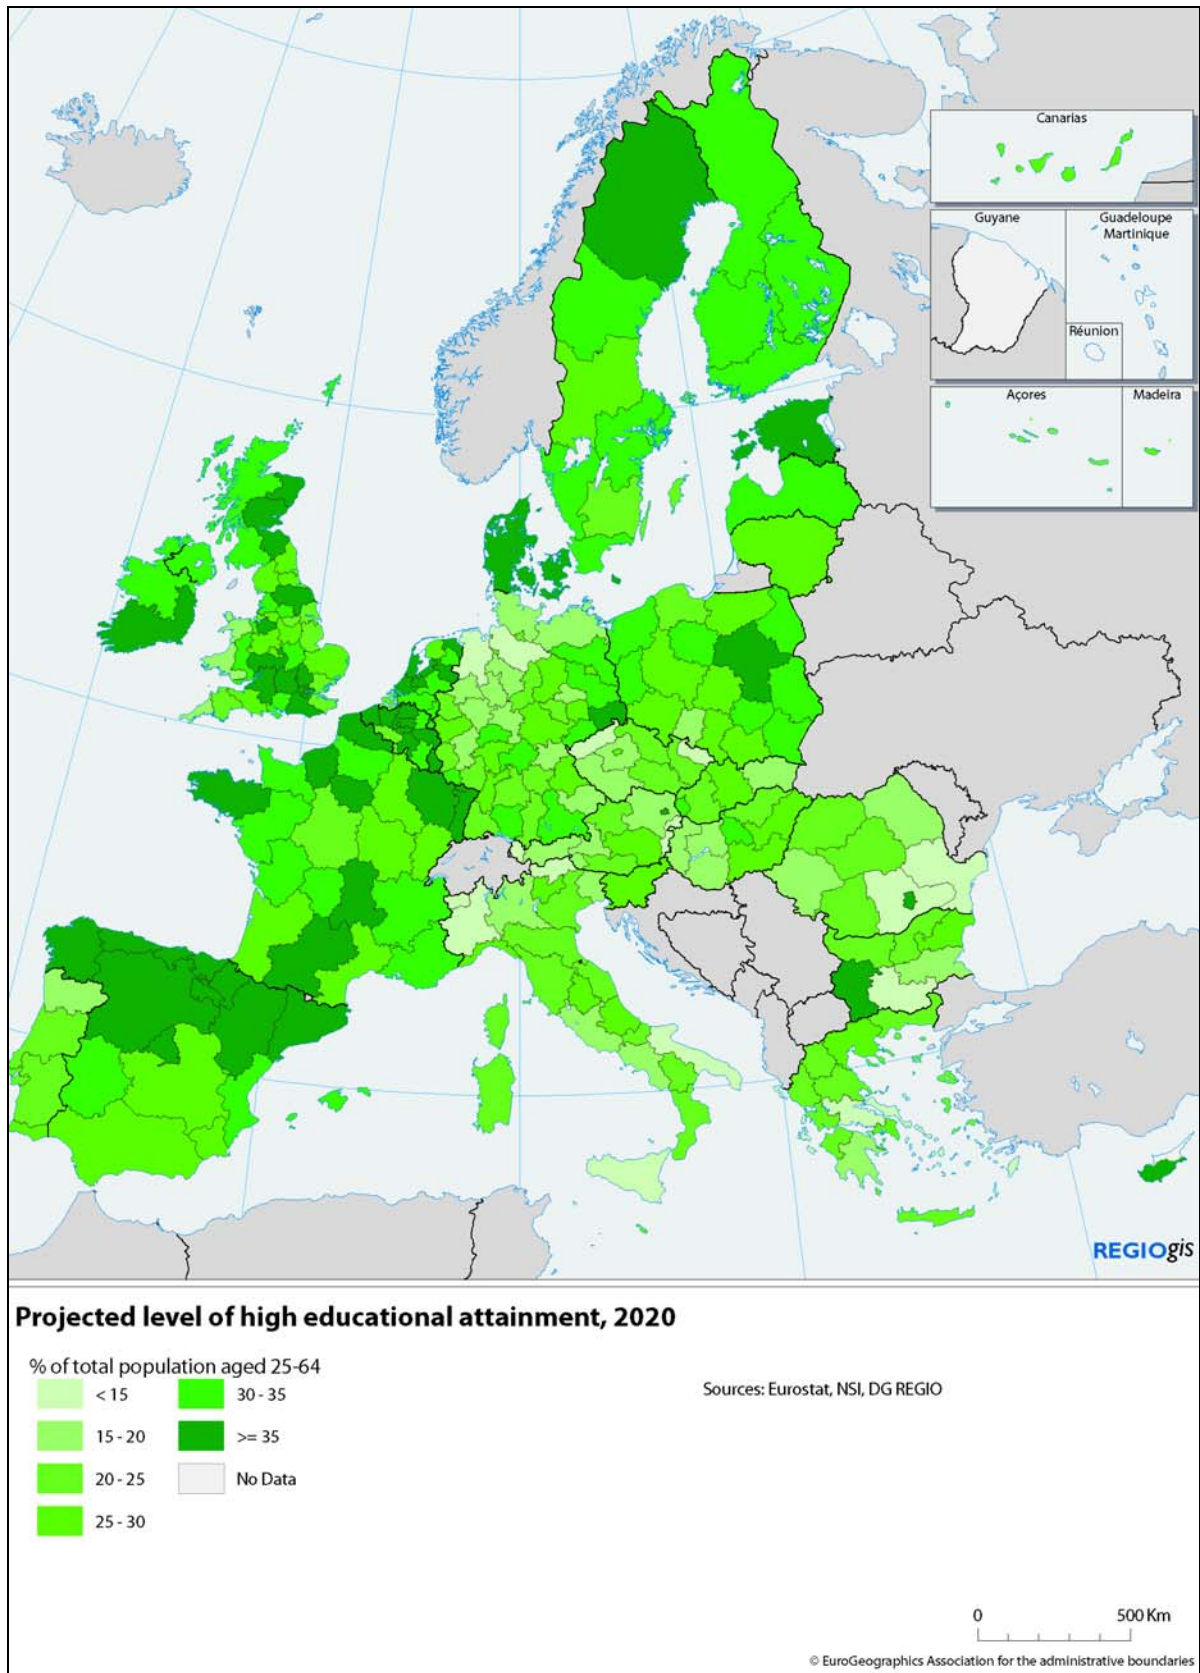 Canarias
Guyane
Guadeloupe
Martinique
Réunion
Açores
Madeira
REGIOgis
Projected level of high educational attainment, 2020
% of total population aged 25-64
< 15
15 - 20
20 - 25
25 - 30
30 - 35
>= 35
No Data
Sources: Eurostat, NSI, DG REGIO
0 500 Km
© EuroGeographics Association for the administrative boundaries